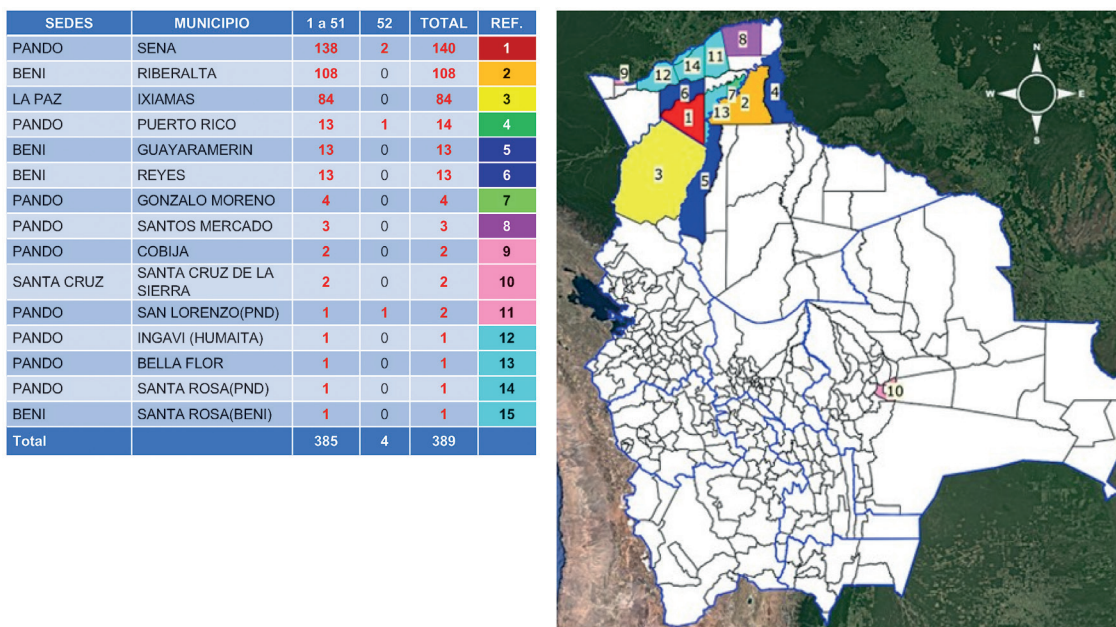 SEDES MUNICIPIO 1 a 51 52 TOTAL REF.
PANDO SENA 138 2 140 1
BENI RIBERALTA 108 0 108 2
LA PAZ IXIAMAS 84 0 84 3
PANDO PUERTO RICO 13 1 14 4
BENI GUAYARAMERIN 13 0 13 5
BENI REYES 13 0 13 6
PANDO GONZALO MORENO 4 0 4 7
PANDO SANTOS MERCADO 3 0 3 8
PANDO COBIJA 2 0 2 9
SANTA CRUZ SANTA CRUZ DE LA
SIERRA 2 0 2 10
PANDO SAN LORENZO(PND) 1 1 2 11
PANDO INGAVI (HUMAITA) 1 0 1 12
PANDO BELLA FLOR 1 0 1 13
PANDO SANTA ROSA(PND) 1 0 1 14
BENI SANTA ROSA(BENI) 1 0 1 15
Total 385 4 389
N
W E
S
8
11
14
12
9
6
7
4
2
13
1
3
5
10